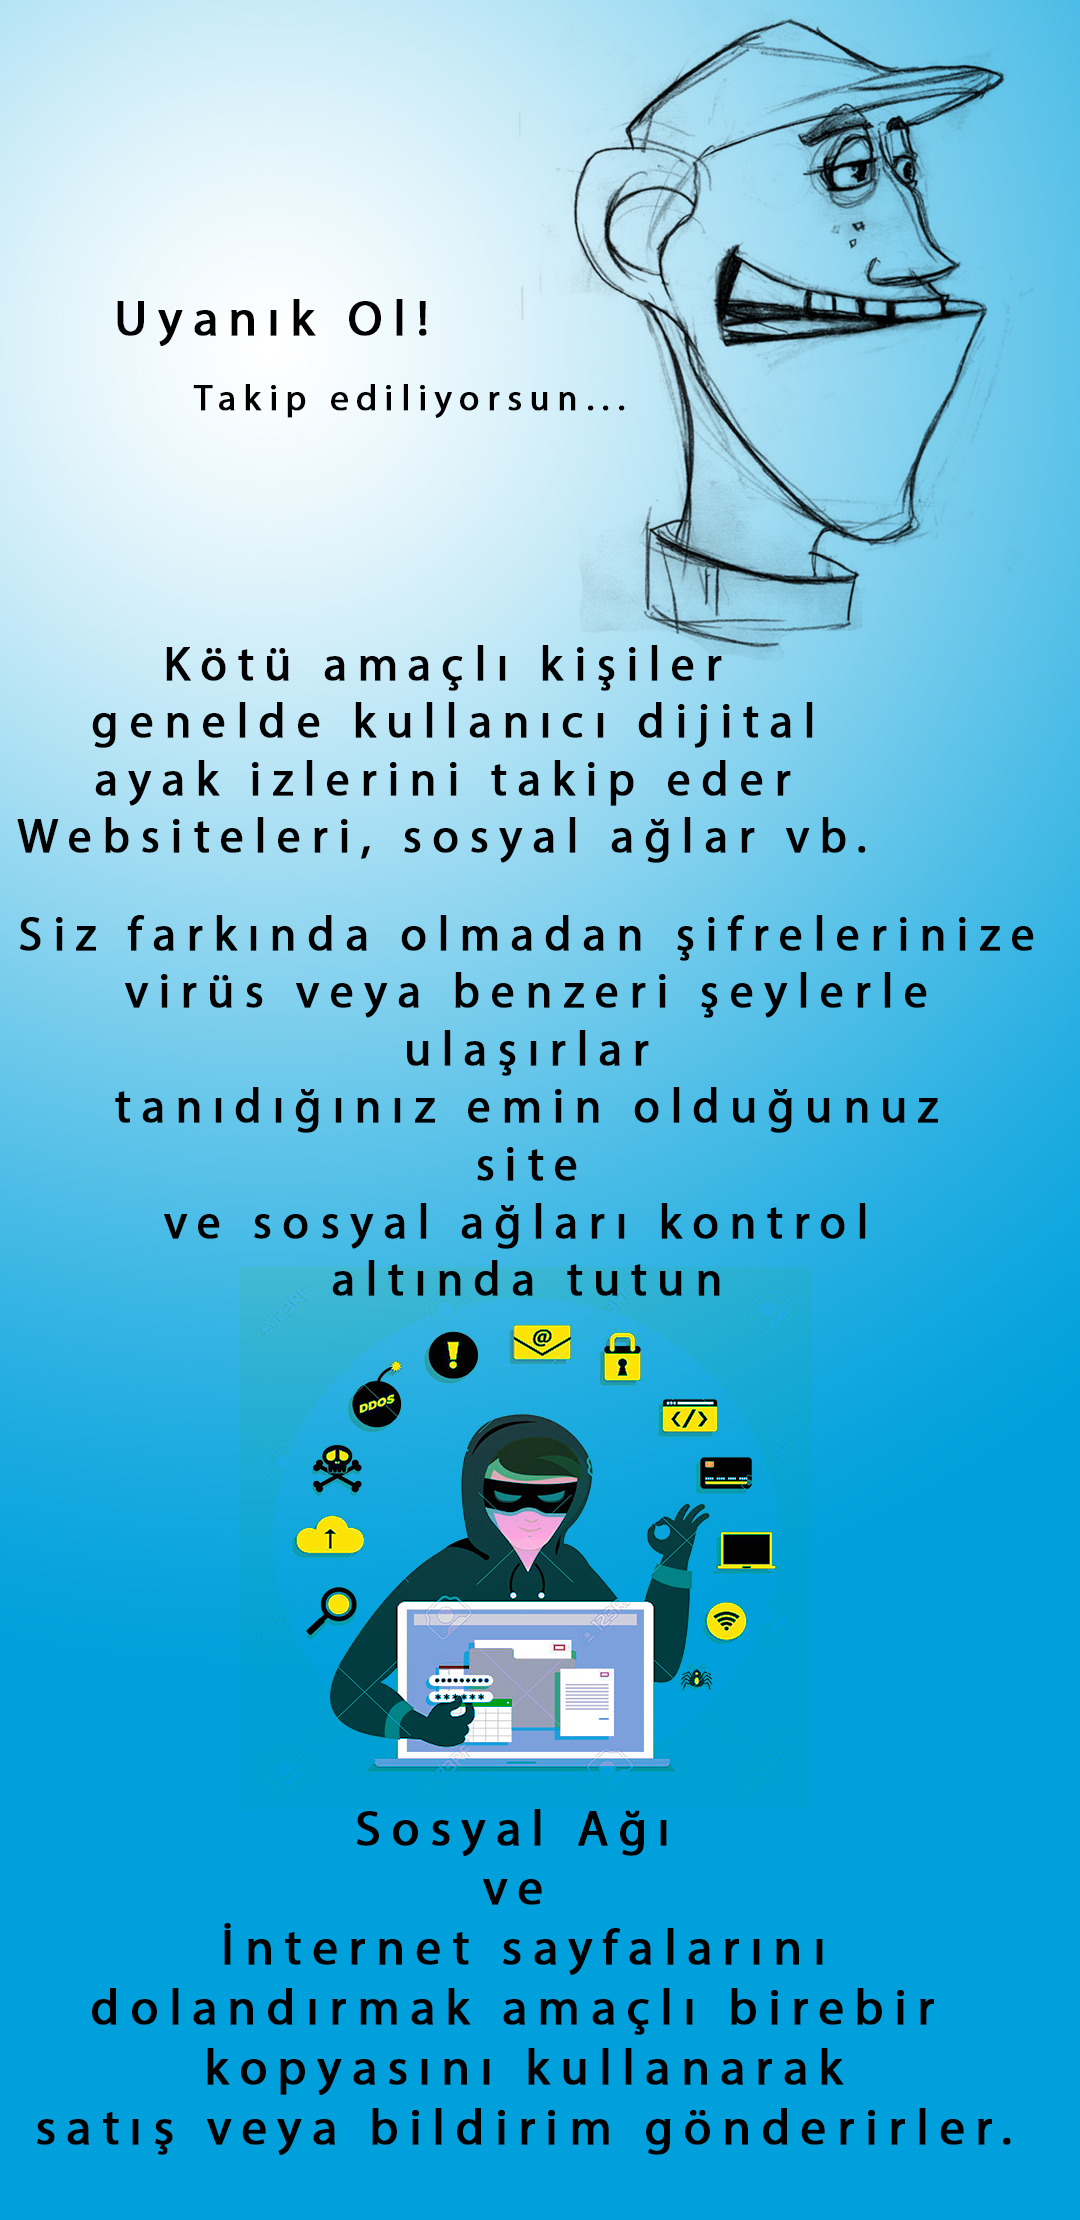 Uyanık Ol!
Takip ediliyorsun...
Kötü amaçlı kişiler
genelde kullanıcı dijital
ayak izlerini takip eder
Websiteleri, sosyal ağlar vb.
Siz farkında olmadan şifrelerinize
virüs veya benzeri şeylerle
ulaşırlar
tanıdığınız emin olduğunuz
site
ve sosyal ağları kontrol
altında tutun
@
DDOS
</>
******
Sosyal Ağı
ve
İnternet sayfalarını
dolandırmak amaçlı birebir
kopyasını kullanarak
satış veya bildirim gönderirler.